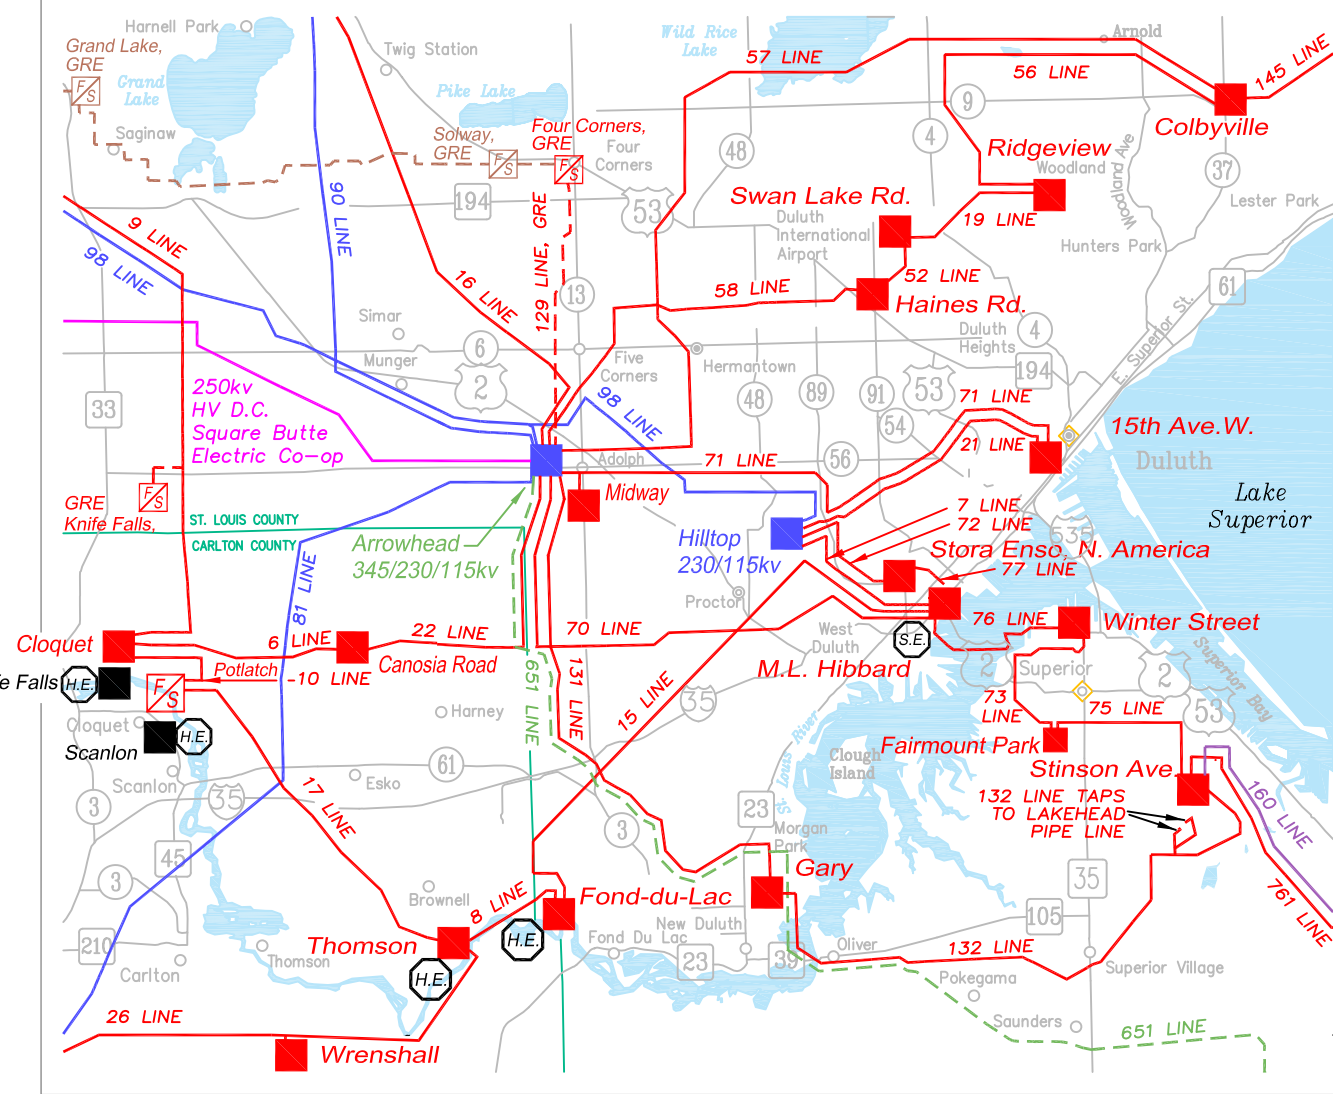 Harnell Park
Grand Lake,
GRE
F/S
Grand
Lake
Saginaw
Twig Station
Pike Lake
Solway,
GRE
F/S
Four Corners,
GRE
F/S
Four
Corners
Wild Rice
Lake
57 LINE
Arnold
56 LINE
145 LINE
Colbyville
9
4
48
37
Ridgeview
Woodland
Woodland Ave
Lester Park
Swan Lake Rd.
19 LINE
Hunters Park
Duluth
International
Airport
194
53
90 LINE
129 LINE, GRE
9 LINE
98 LINE
16 LINE
13
58 LINE
52 LINE
Haines Rd.
61
E. Superior St.
Simar
6
Munger
2
Five
Corners
Hermantown
Duluth
Heights
4
194
53
33
250kv
HV D.C.
Square Butte
Electric Co-op
98 LINE
48
89
91
54
71 LINE
21 LINE
15th Ave.W.
Duluth
Adolph
71 LINE
56
Midway
GRE
Knife Falls,
F/S
ST. LOUIS COUNTY
CARLTON COUNTY
Arrowhead
345/230/115kv
Hilltop
230/115kv
7 LINE
72 LINE
535
Lake
Superior
Stora Enso, N. America
77 LINE
81 LINE
Proctor
Cloquet
6 LINE
22 LINE
Canosia Road
70 LINE
West
Duluth
S.E.
76 LINE
Winter Street
M.L. Hibbard
2
Superior
2
53
Superior Bay
Potlatch
10 LINE
e Falls
H.E.
F/S
Cloquet
Scanlon
H.E.
Scanlon
651 LINE
131 LINE
15 LINE
35
Harney
73
LINE
75 LINE
Fairmount Park
Stinson Ave.
St. Louis River
Clough
Island
61
Esko
35
17 LINE
3
132 LINE TAPS
TO LAKEHEAD
PIPE LINE
160 LINE
761 LINE
23
Morgan
Park
3
45
3
Brownell
8 LINE
Fond-du-Lac
Gary
35
H.E.
New Duluth
105
210
Carlton
Thomson
Thomson
H.E.
Fond Du Lac
23
39
Oliver
132 LINE
Superior Village
Pokegama
Saunders
651 LINE
26 LINE
Wrenshall